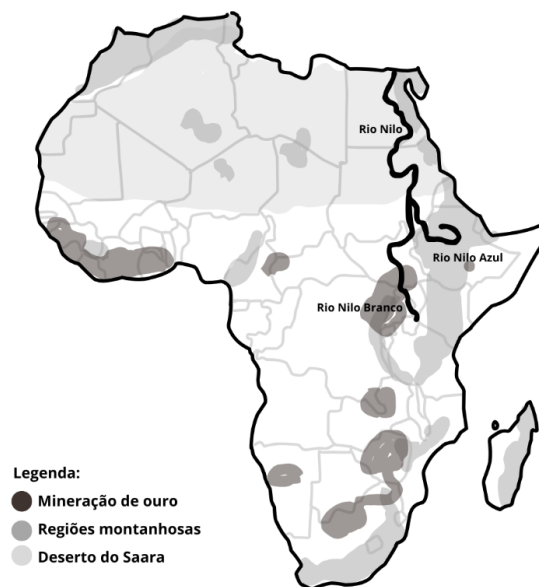 Rio Nilo
Rio Nilo Azul
Rio Nilo Branco
Legenda:
Mineração de ouro
Regiões montanhosas
Deserto do Saara